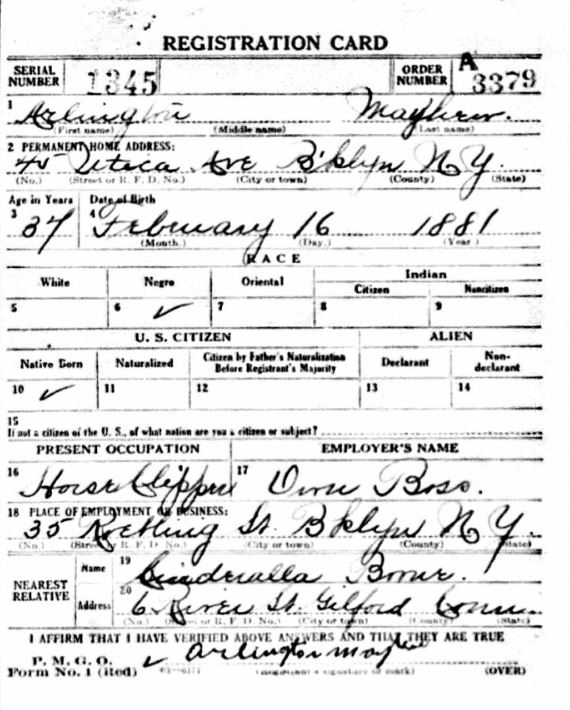 REGISTRATION CARD
SERIAL NUMBER 1345 ORDER NUMBER A 3379
1 Arlington Mayhew.
(First name) (Middle name) (Last name)
2 PERMANENT HOME ADDRESS:
45 Utica Ave B'klyn N Y.
(No.) (Street or R. F. D. No.) (City or town) (County) (State)
Age in Years Date of Birth
3 37 4 February 16 1881
(Month.) (Day.) (Year)
RACE
White Negro Oriental Indian
Citizen Noncitizen
5 6 ✓ 7 8 9
U. S. CITIZEN ALIEN
Native Born Naturalized Citizen by Father's Naturalization Before Registrant's Majority Declarant Non-declarant
10 ✓ 11 12 13 14
15
If not a citizen of the U. S., of what nation are you a citizen or subject?
PRESENT OCCUPATION EMPLOYER'S NAME
16 Horse Clipper 17 Own Boss.
18 PLACE OF EMPLOYMENT OR BUSINESS:
35 Roebling St. B'klyn N Y.
(No.) (Street or R. F. D. No.) (City or town) (County) (State)
NEAREST RELATIVE
Name 19 Cinderalla
Address 20 6 River St. Gilford Conn.
(No.) (Street or R. F. D. No.) (City or town) (County) (State)
I AFFIRM THAT I HAVE VERIFIED ABOVE ANSWERS AND THAT THEY ARE TRUE
P. M. G. O.
Form No. 1 (Red) ✓ Arlington
(Registrant's signature or mark) (OVER)